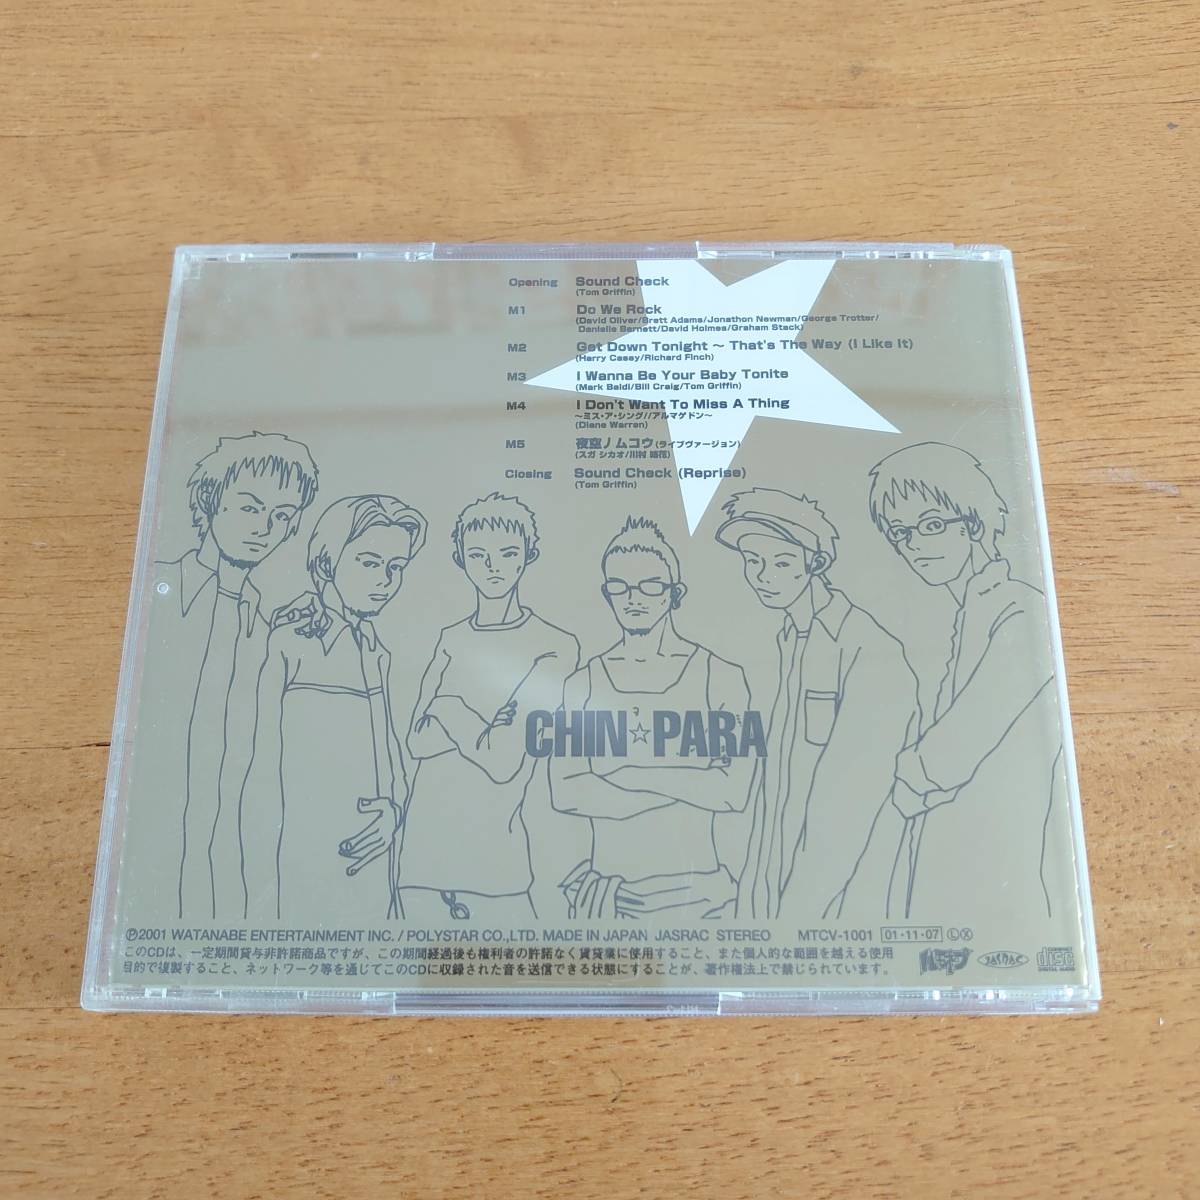 Opening Sound Check
(Tom Griffin)
M1 Do We Rock
(David Oliver/Brett Adams/Jonathon Newman/George Trotter/
Danielle Barnett/David Holmes/Graham Stack)
M2 Get Down Tonight ～ That's The Way (I Like It)
(Harry Casey/Richard Finch)
M3 I Wanna Be Your Baby Tonite
(Mark Baldi/Bill Craig/Tom Griffin)
M4 I Don't Want To Miss A Thing
～ミス・ア・シング//アルマゲドン～
(Diane Warren)
M5 夜空ノムコウ(ライブヴァージョン)
(スガ シカオ/川村 結花)
Closing Sound Check (Reprise)
(Tom Griffin)
CHIN☆PARA
℗2001 WATANABE ENTERTAINMENT INC. / POLYSTAR CO.,LTD. MADE IN JAPAN JASRAC STEREO MTCV-1001 01・11・07 Ⓛ Ⓧ
このCDは、一定期間貸与非許諾商品ですが、この期間経過後も権利者の許諾なく賃貸業に使用すること、また個人的な範囲を越える使用
目的で複製すること、ネットワーク等を通じてこのCDに収録された音を送信できる状態にすることが、著作権法上で禁じられています。
JASRAC
COMPACT
disc
DIGITAL AUDIO